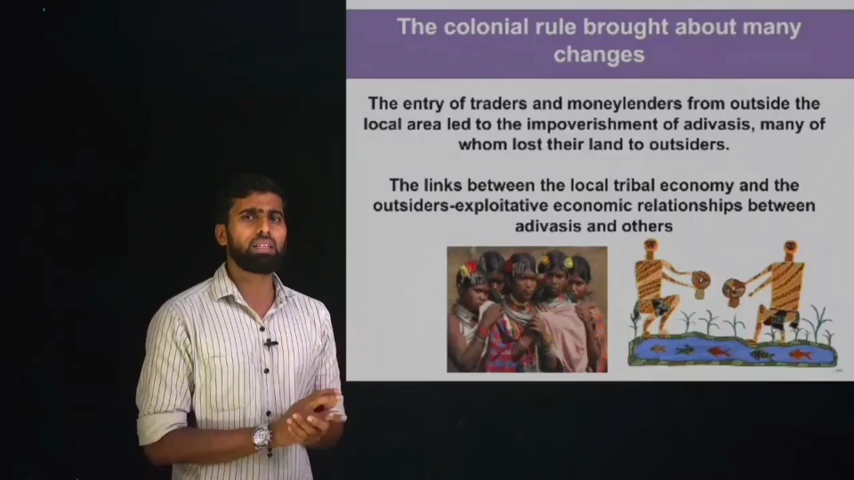 The colonial rule brought about many
changes
The entry of traders and moneylenders from outside the
local area led to the impoverishment of adivasis, many of
whom lost their land to outsiders.
The links between the local tribal economy and the
outsiders-exploitative economic relationships between
adivasis and others